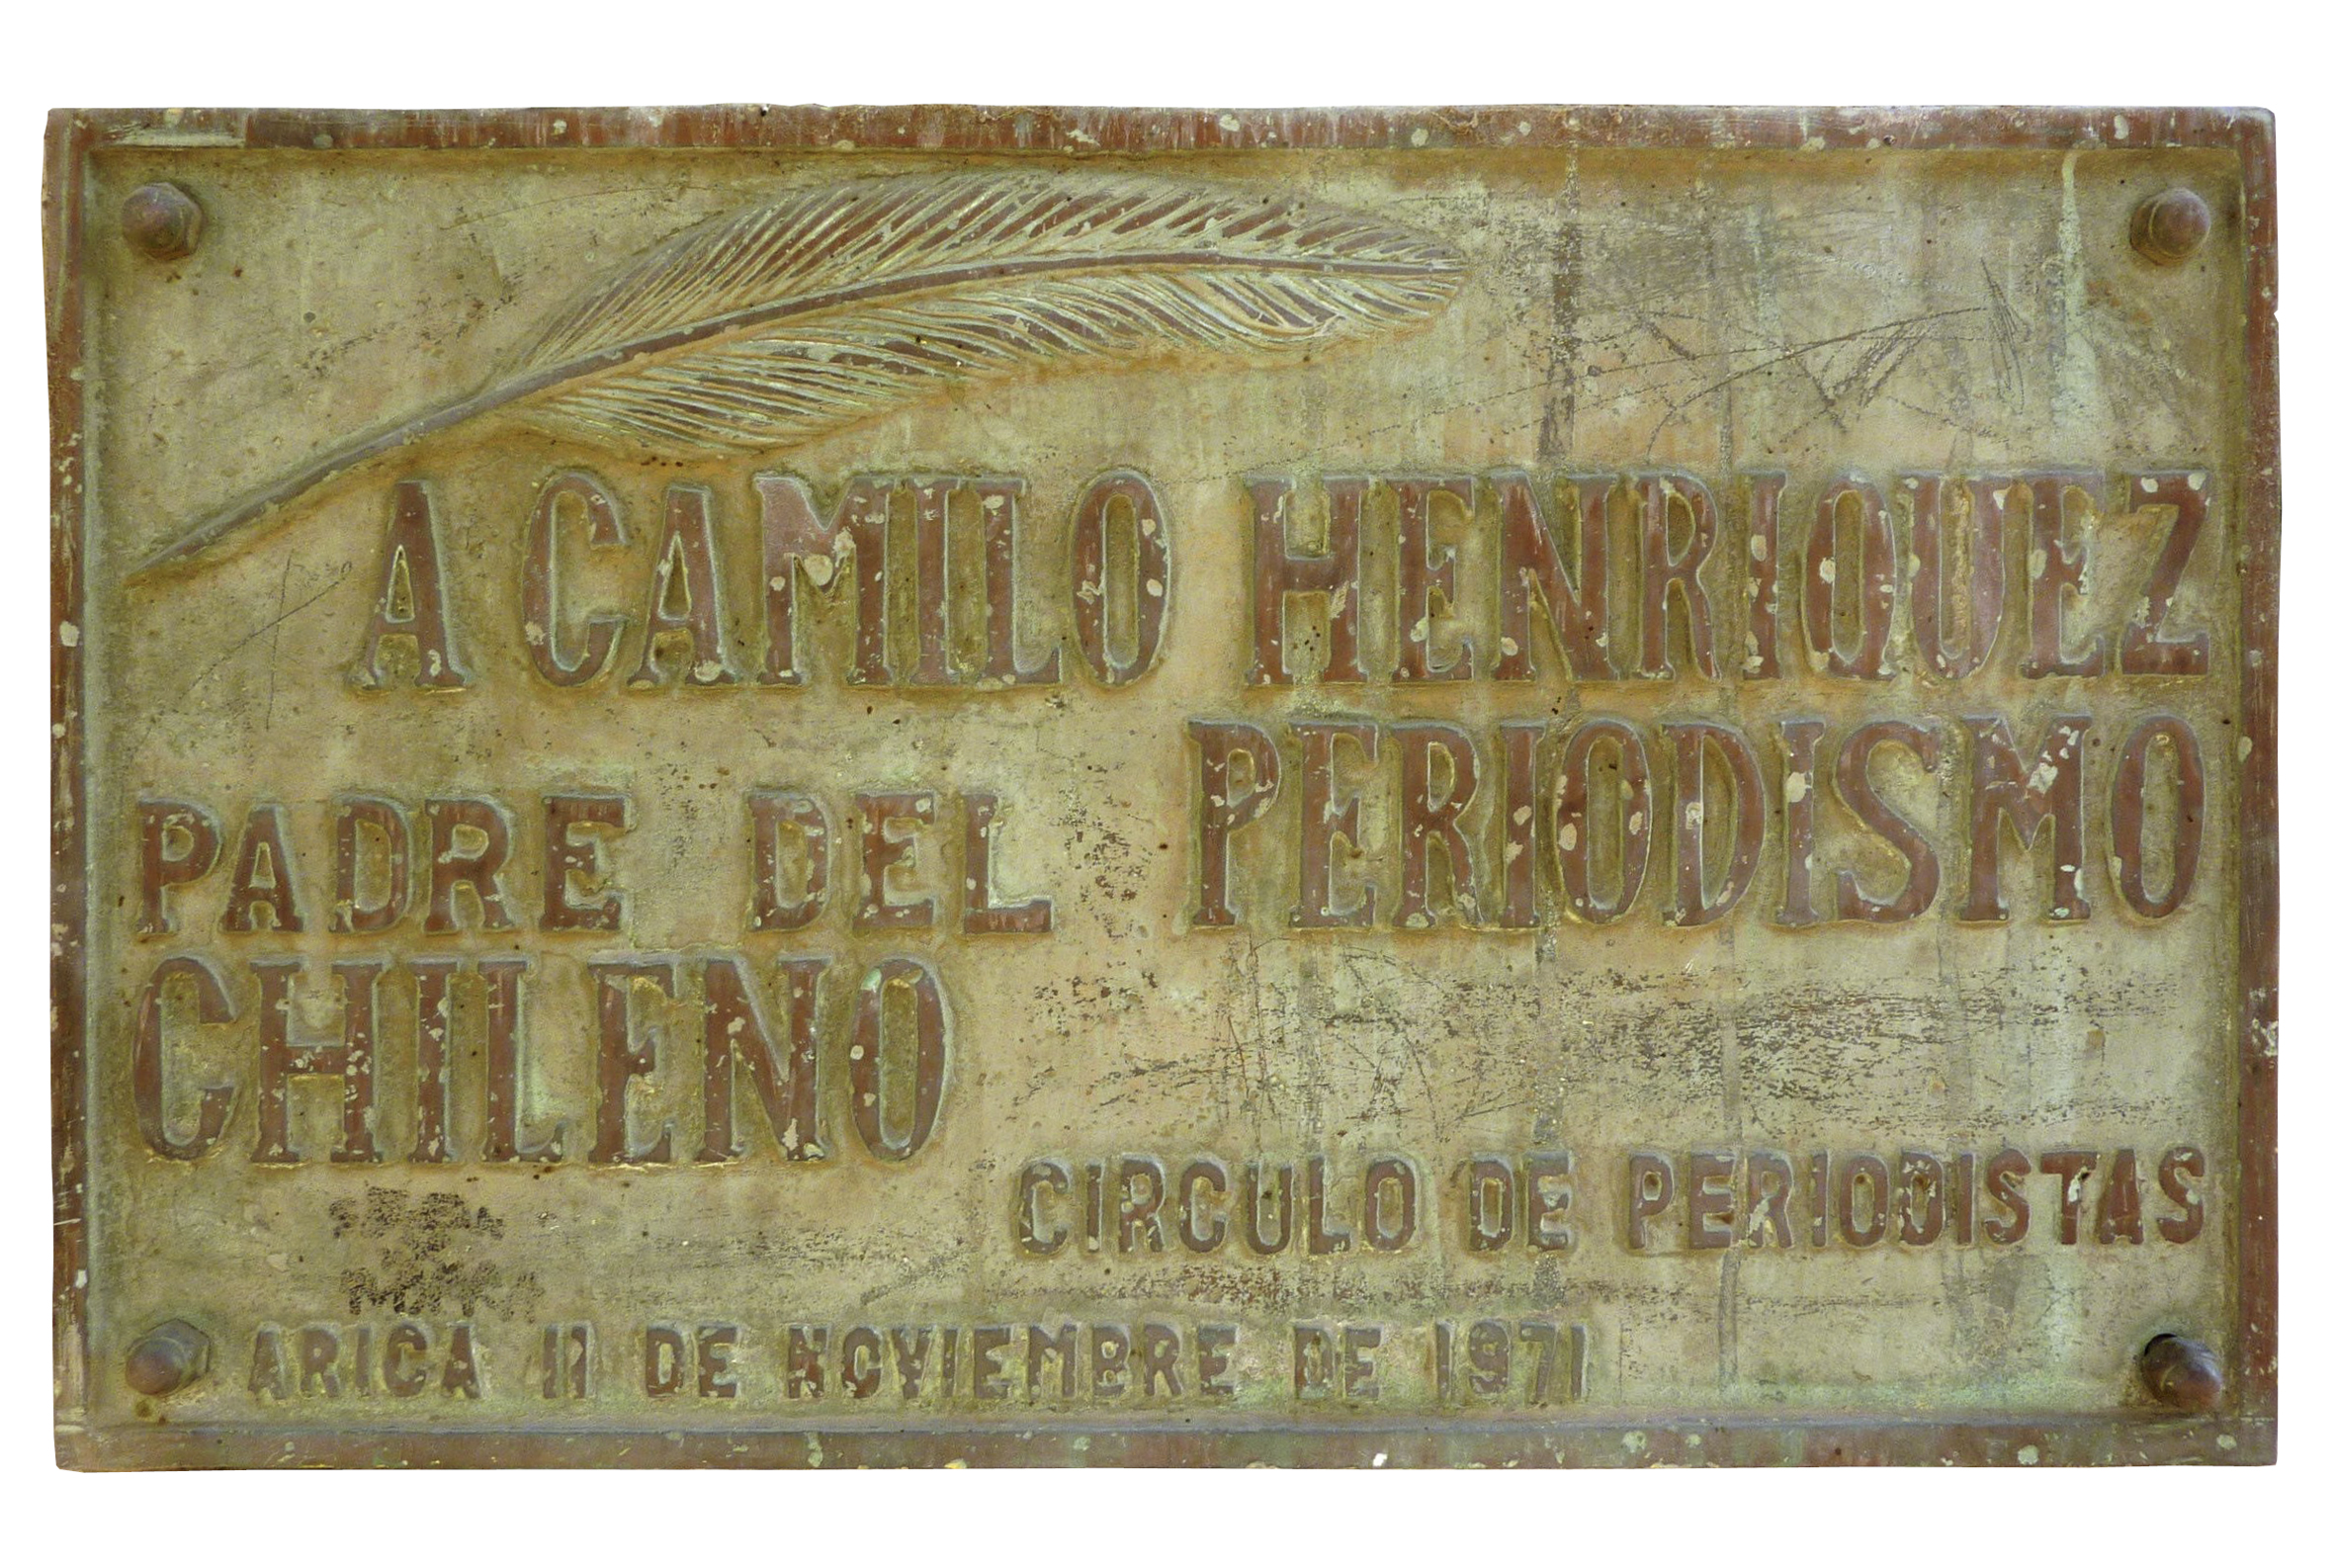 A CAMILO HENRIQUEZ
PADRE DEL PERIODISMO
CHILENO
CIRCULO DE PERIODISTAS
ARICA 11 DE NOVIEMBRE DE 1971